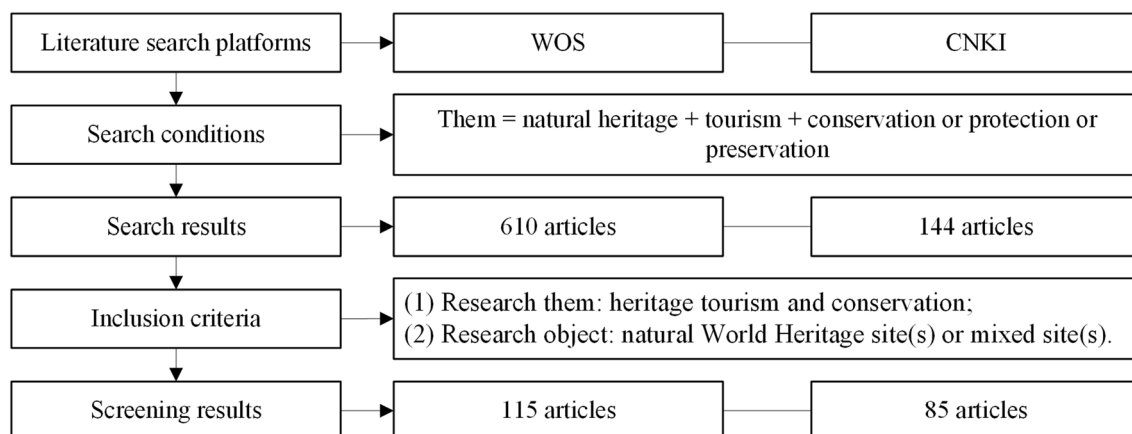 Literature search platforms
WOS
CNKI
Search conditions
Them = natural heritage + tourism + conservation or protection or
preservation
Search results
610 articles
144 articles
Inclusion criteria
(1) Research them: heritage tourism and conservation;
(2) Research object: natural World Heritage site(s) or mixed site(s).
Screening results
115 articles
85 articles